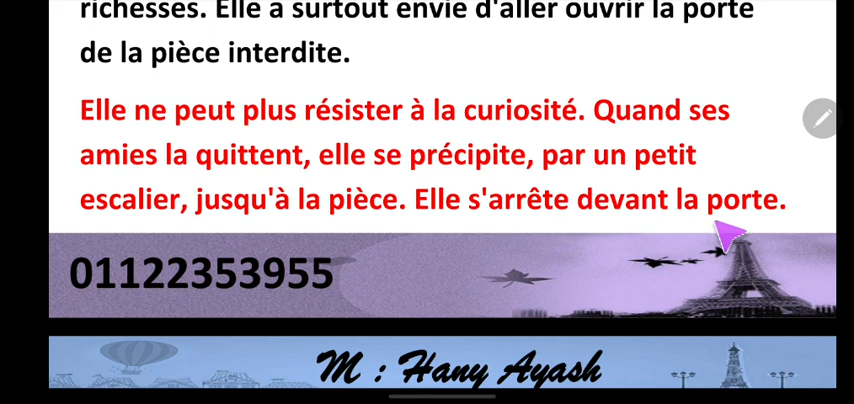 richesses. Elle a surtout envie d'aller ouvrir la porte
de la pièce interdite.
Elle ne peut plus résister à la curiosité. Quand ses
amies la quittent, elle se précipite, par un petit
escalier, jusqu'à la pièce. Elle s'arrête devant la porte.
01122353955
M : Hany Ayash